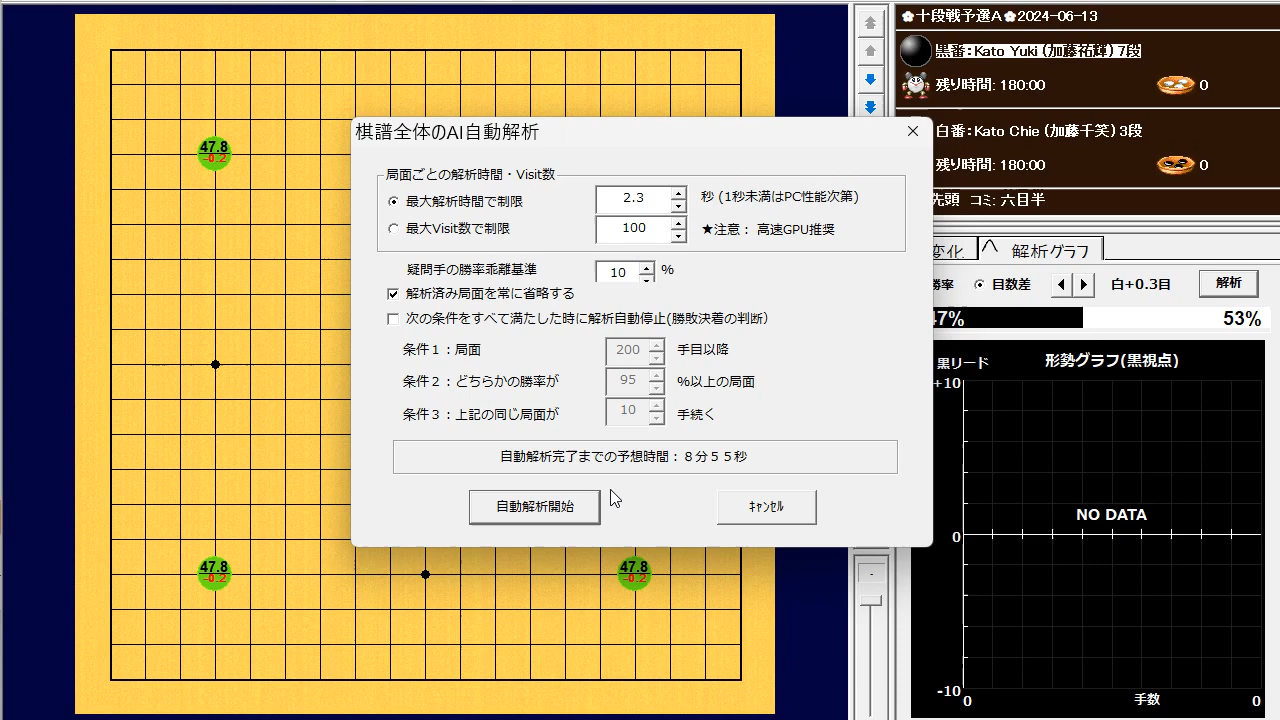 ✿十段戦予選A✿2024-06-13
黒番:Kato Yuki (加藤祐輝) 7段
残り時間: 180:00
0
白番:Kato Chie (加藤千笑) 3段
残り時間: 180:00
0
先頭 コミ: 六目半
変化
解析グラフ
勝率
目数差
白+0.3目
解析
47%
53%
黒リード
形勢グラフ(黒視点)
+10
NO DATA
0
-10
0
手数
0
47.8
-0.2
47.8
-0.2
47.8
-0.2
棋譜全体のAI自動解析
局面ごとの解析時間・Visit数
最大解析時間で制限
2.3
秒 (1秒未満はPC性能次第)
最大Visit数で制限
100
★注意： 高速GPU推奨
疑問手の勝率乖離基準
10
%
解析済み局面を常に省略する
次の条件をすべて満たした時に解析自動停止(勝敗決着の判断)
条件１：局面
200
手目以降
条件２：どちらかの勝率が
95
%以上の局面
条件３：上記の同じ局面が
10
手続く
自動解析完了までの予想時間：８分５５秒
自動解析開始
ｷｬﾝｾﾙ